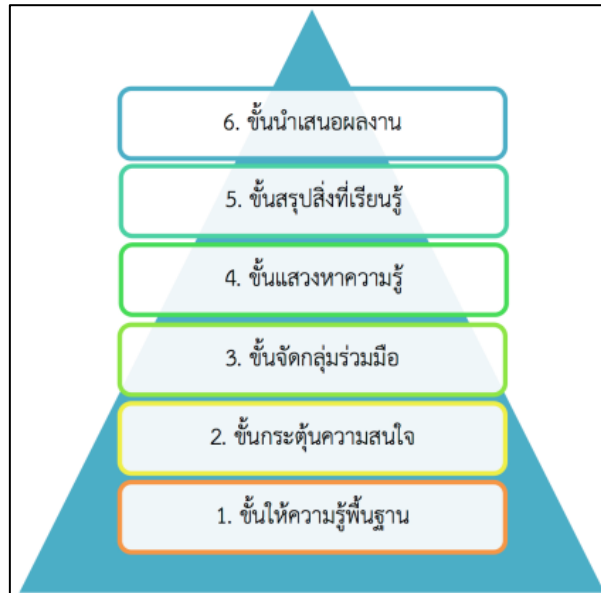 6. ขั้นนำเสนอผลงาน
5. ขั้นสรุปสิ่งที่เรียนรู้
4. ขั้นแสวงหาความรู้
3. ขั้นจัดกลุ่มร่วมมือ
2. ขั้นกระตุ้นความสนใจ
1. ขั้นให้ความรู้พื้นฐาน